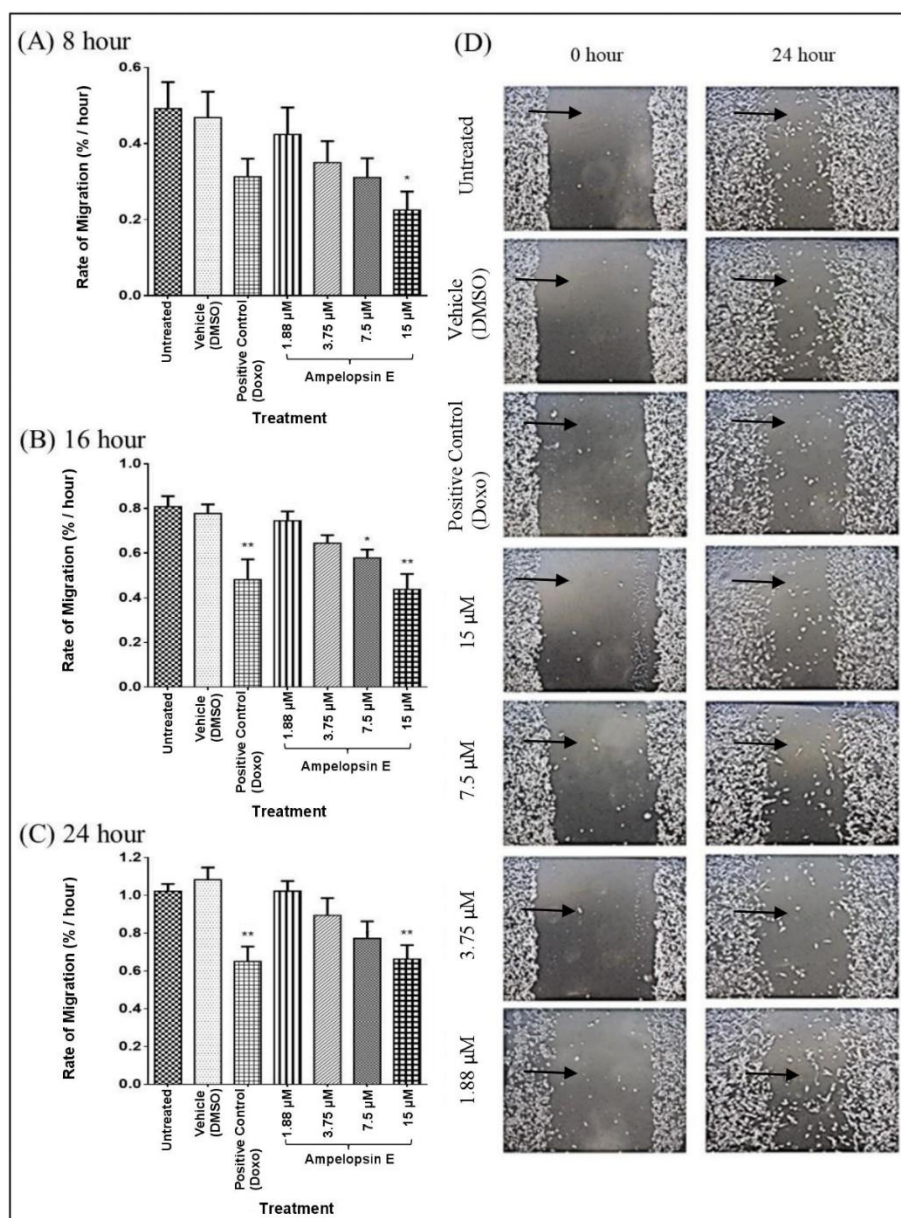 (A) 8 hour
Rate of Migration (% / hour)
0.6
0.4
0.2
0.0
*
Untreated
Vehicle
(DMSO)
Positive Control
(Doxo)
1.88 µM
3.75 µM
7.5 µM
15 µM
Ampelopsin E
Treatment
(B) 16 hour
Rate of Migration (% / hour)
1.0
0.8
0.6
0.4
0.2
0.0
**
*
**
Untreated
Vehicle
(DMSO)
Positive Control
(Doxo)
1.88 µM
3.75 µM
7.5 µM
15 µM
Ampelopsin E
Treatment
(C) 24 hour
Rate of Migration (% / hour)
1.2
1.0
0.8
0.6
0.4
0.2
0.0
**
**
Untreated
Vehicle
(DMSO)
Positive Control
(Doxo)
1.88 µM
3.75 µM
7.5 µM
15 µM
Ampelopsin E
Treatment
(D)
0 hour
24 hour
Untreated
Vehicle
(DMSO)
Positive Control
(Doxo)
15 µM
7.5 µM
3.75 µM
1.88 µM